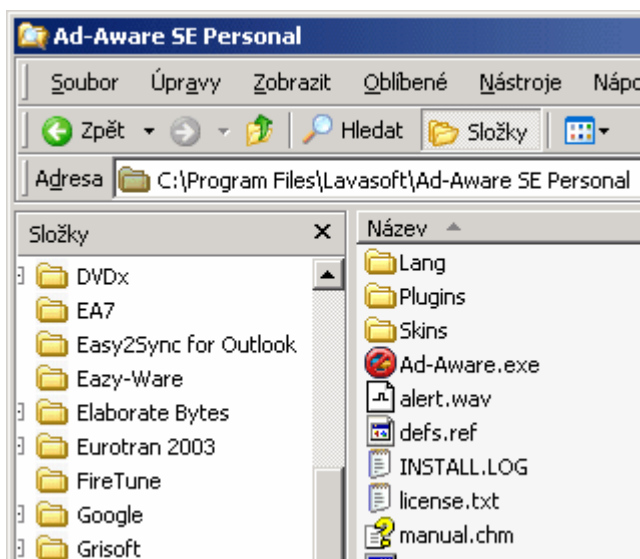 Ad-Aware SE Personal
Soubor Úpravy Zobrazit Oblíbené Nástroje Nápo
Zpět Hledat Složky
Adresa C:\Program Files\Lavasoft\Ad-Aware SE Personal
Složky
DVDx
EA7
Easy2Sync for Outlook
Eazy-Ware
Elaborate Bytes
Eurotran 2003
FireTune
Google
Grisoft
Název
Lang
Plugins
Skins
Ad-Aware.exe
alert.wav
defs.ref
INSTALL.LOG
license.txt
manual.chm